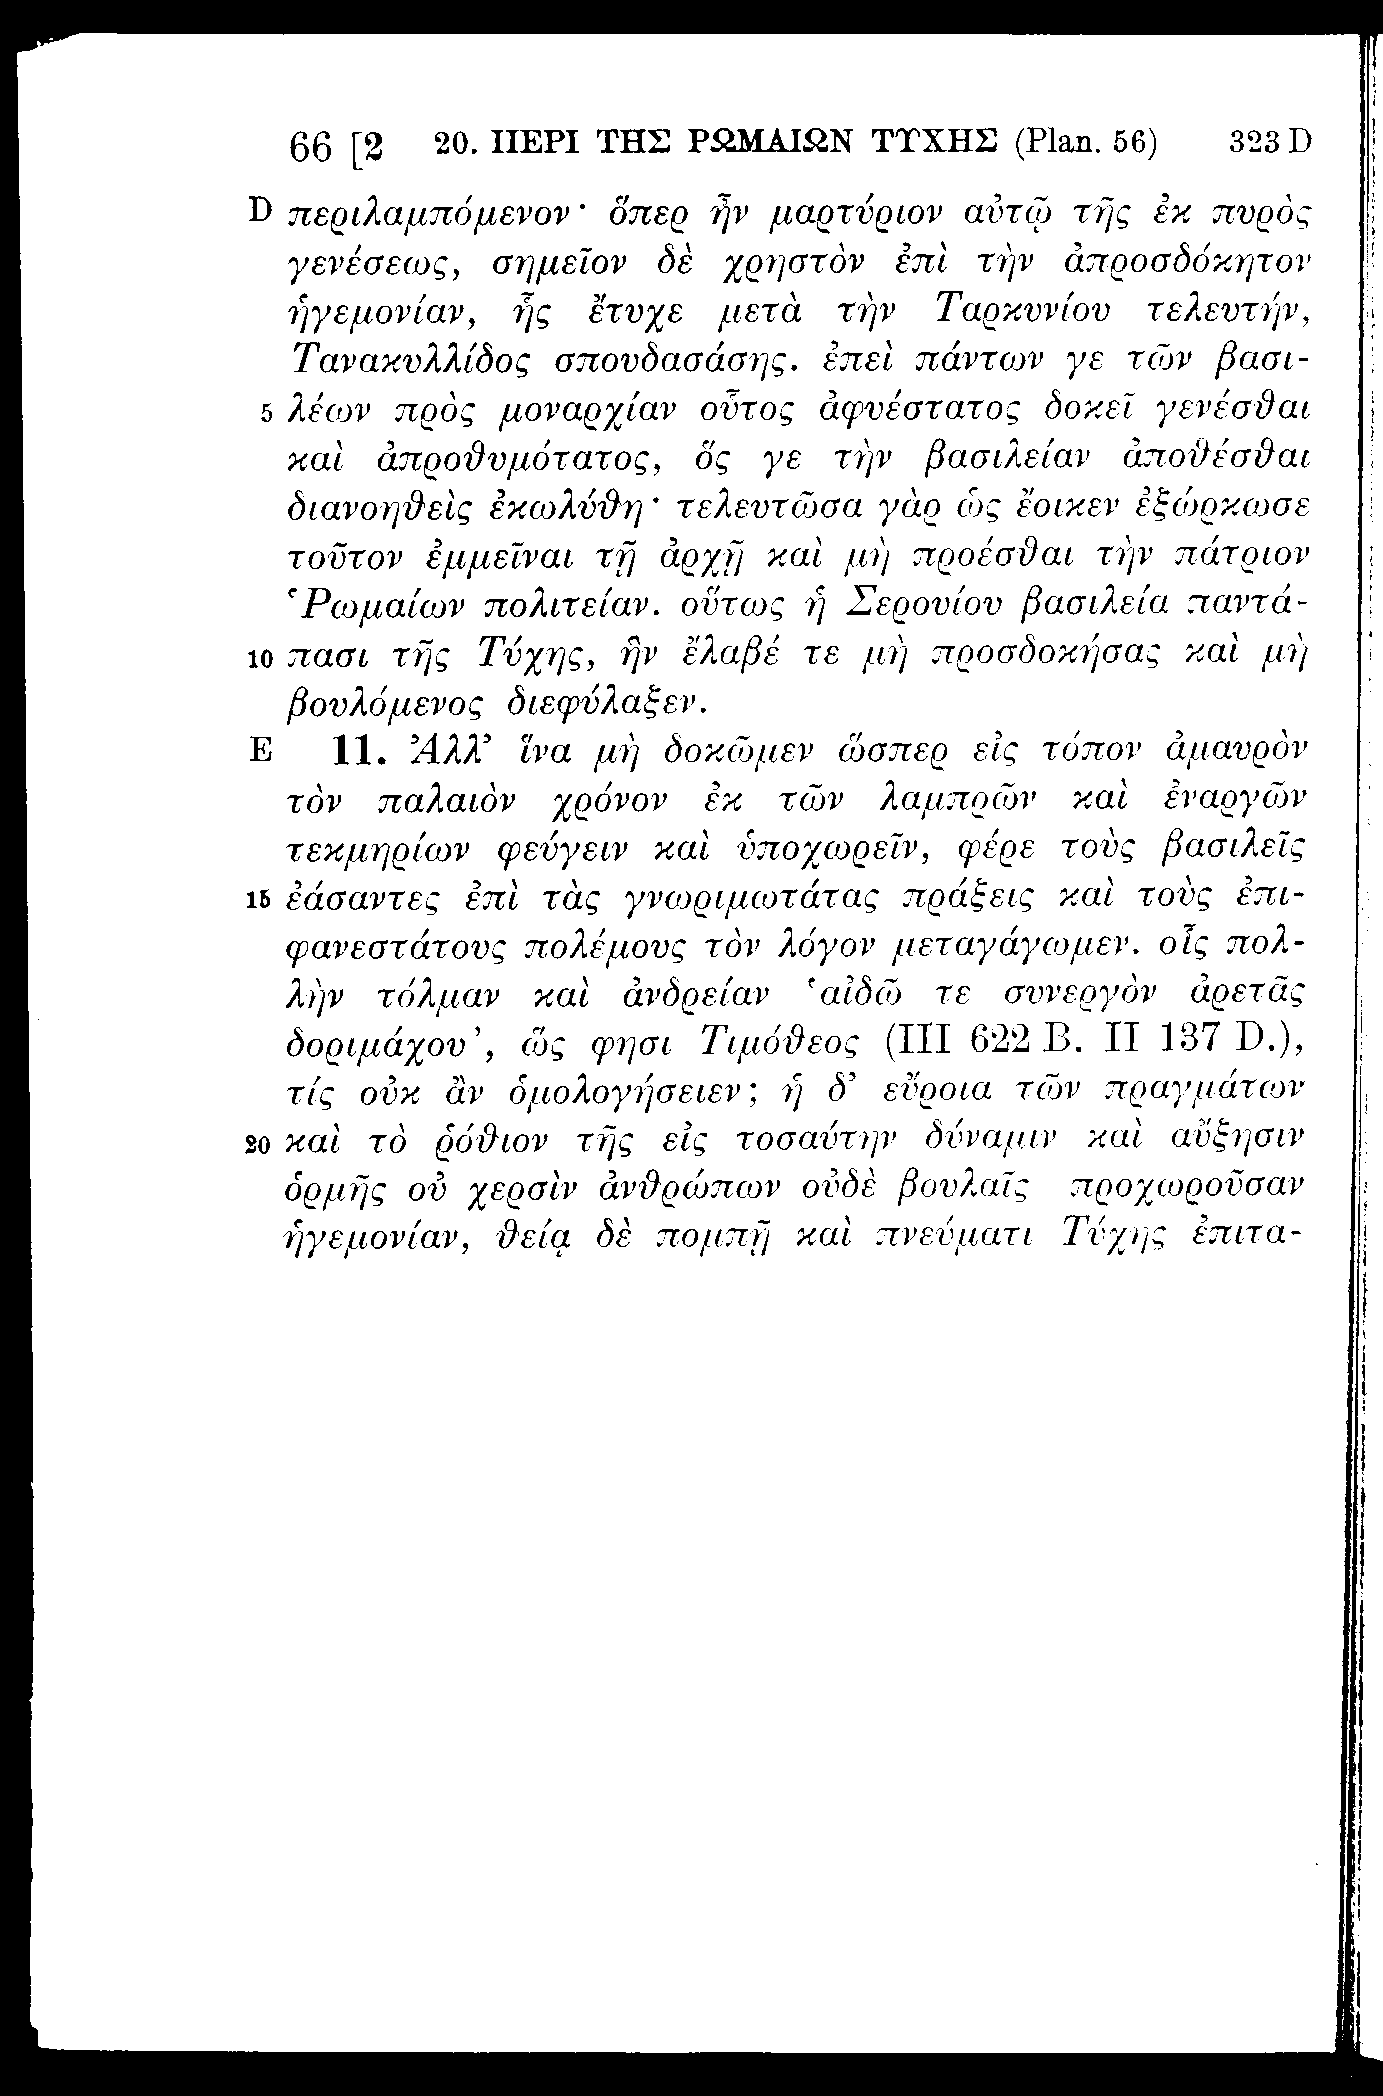 66 [2 20. ΠΕΡΙ ΤΗΣ ΡΩΜΑΙΩΝ ΤΥΧΗΣ (Plan. 56) 323 D
D περιλαμπόμενον· ὅπερ ἦν μαρτύριον αὐτῷ τῆς ἐκ πυρὸς
γενέσεως, σημεῖον δὲ χρηστὸν ἐπὶ τὴν ἀπροσδόκητον
ἡγεμονίαν, ἧς ἔτυχε μετὰ τὴν Ταρκυνίου τελευτήν,
Τανακυλλίδος σπουδασάσης. ἐπεὶ πάντων γε τῶν βασι-
5 λέων πρὸς μοναρχίαν οὗτος ἀφυέστατος δοκεῖ γενέσθαι
καὶ ἀπροθυμότατος, ὅς γε τὴν βασιλείαν ἀποθέσθαι
διανοηθεὶς ἐκωλύθη· τελευτῶσα γὰρ ὡς ἔοικεν ἐξώρκωσε
τοῦτον ἐμμεῖναι τῇ ἀρχῇ καὶ μὴ προέσθαι τὴν πάτριον
Ῥωμαίων πολιτείαν. οὕτως ἡ Σερουίου βασιλεία παντά-
10 πασι τῆς Τύχης, ἣν ἔλαβέ τε μὴ προσδοκήσας καὶ μὴ
βουλόμενος διεφύλαξεν.
E 11. Ἀλλ’ ἵνα μὴ δοκῶμεν ὥσπερ εἰς τόπον ἀμαυρὸν
τὸν παλαιὸν χρόνον ἐκ τῶν λαμπρῶν καὶ ἐναργῶν
τεκμηρίων φεύγειν καὶ ὑποχωρεῖν, φέρε τοὺς βασιλεῖς
15 ἐάσαντες ἐπὶ τὰς γνωριμωτάτας πράξεις καὶ τοὺς ἐπι-
φανεστάτους πολέμους τὸν λόγον μεταγάγωμεν. οἷς πολ-
λὴν τόλμαν καὶ ἀνδρείαν ‘αἰδῶ τε συνεργὸν ἀρετᾶς
δοριμάχου’, ὥς φησι Τιμόθεος (III 622 B. II 137 D.),
τίς οὐκ ἂν ὁμολογήσειεν; ἡ δ’ εὔροια τῶν πραγμάτων
20 καὶ τὸ ῥόθιον τῆς εἰς τοσαύτην δύναμιν καὶ αὔξησιν
ὁρμῆς οὐ χερσὶν ἀνθρώπων οὐδὲ βουλαῖς προχωροῦσαν
ἡγεμονίαν, θείᾳ δὲ πομπῇ καὶ πνεύματι Τύχης ἐπιτα-